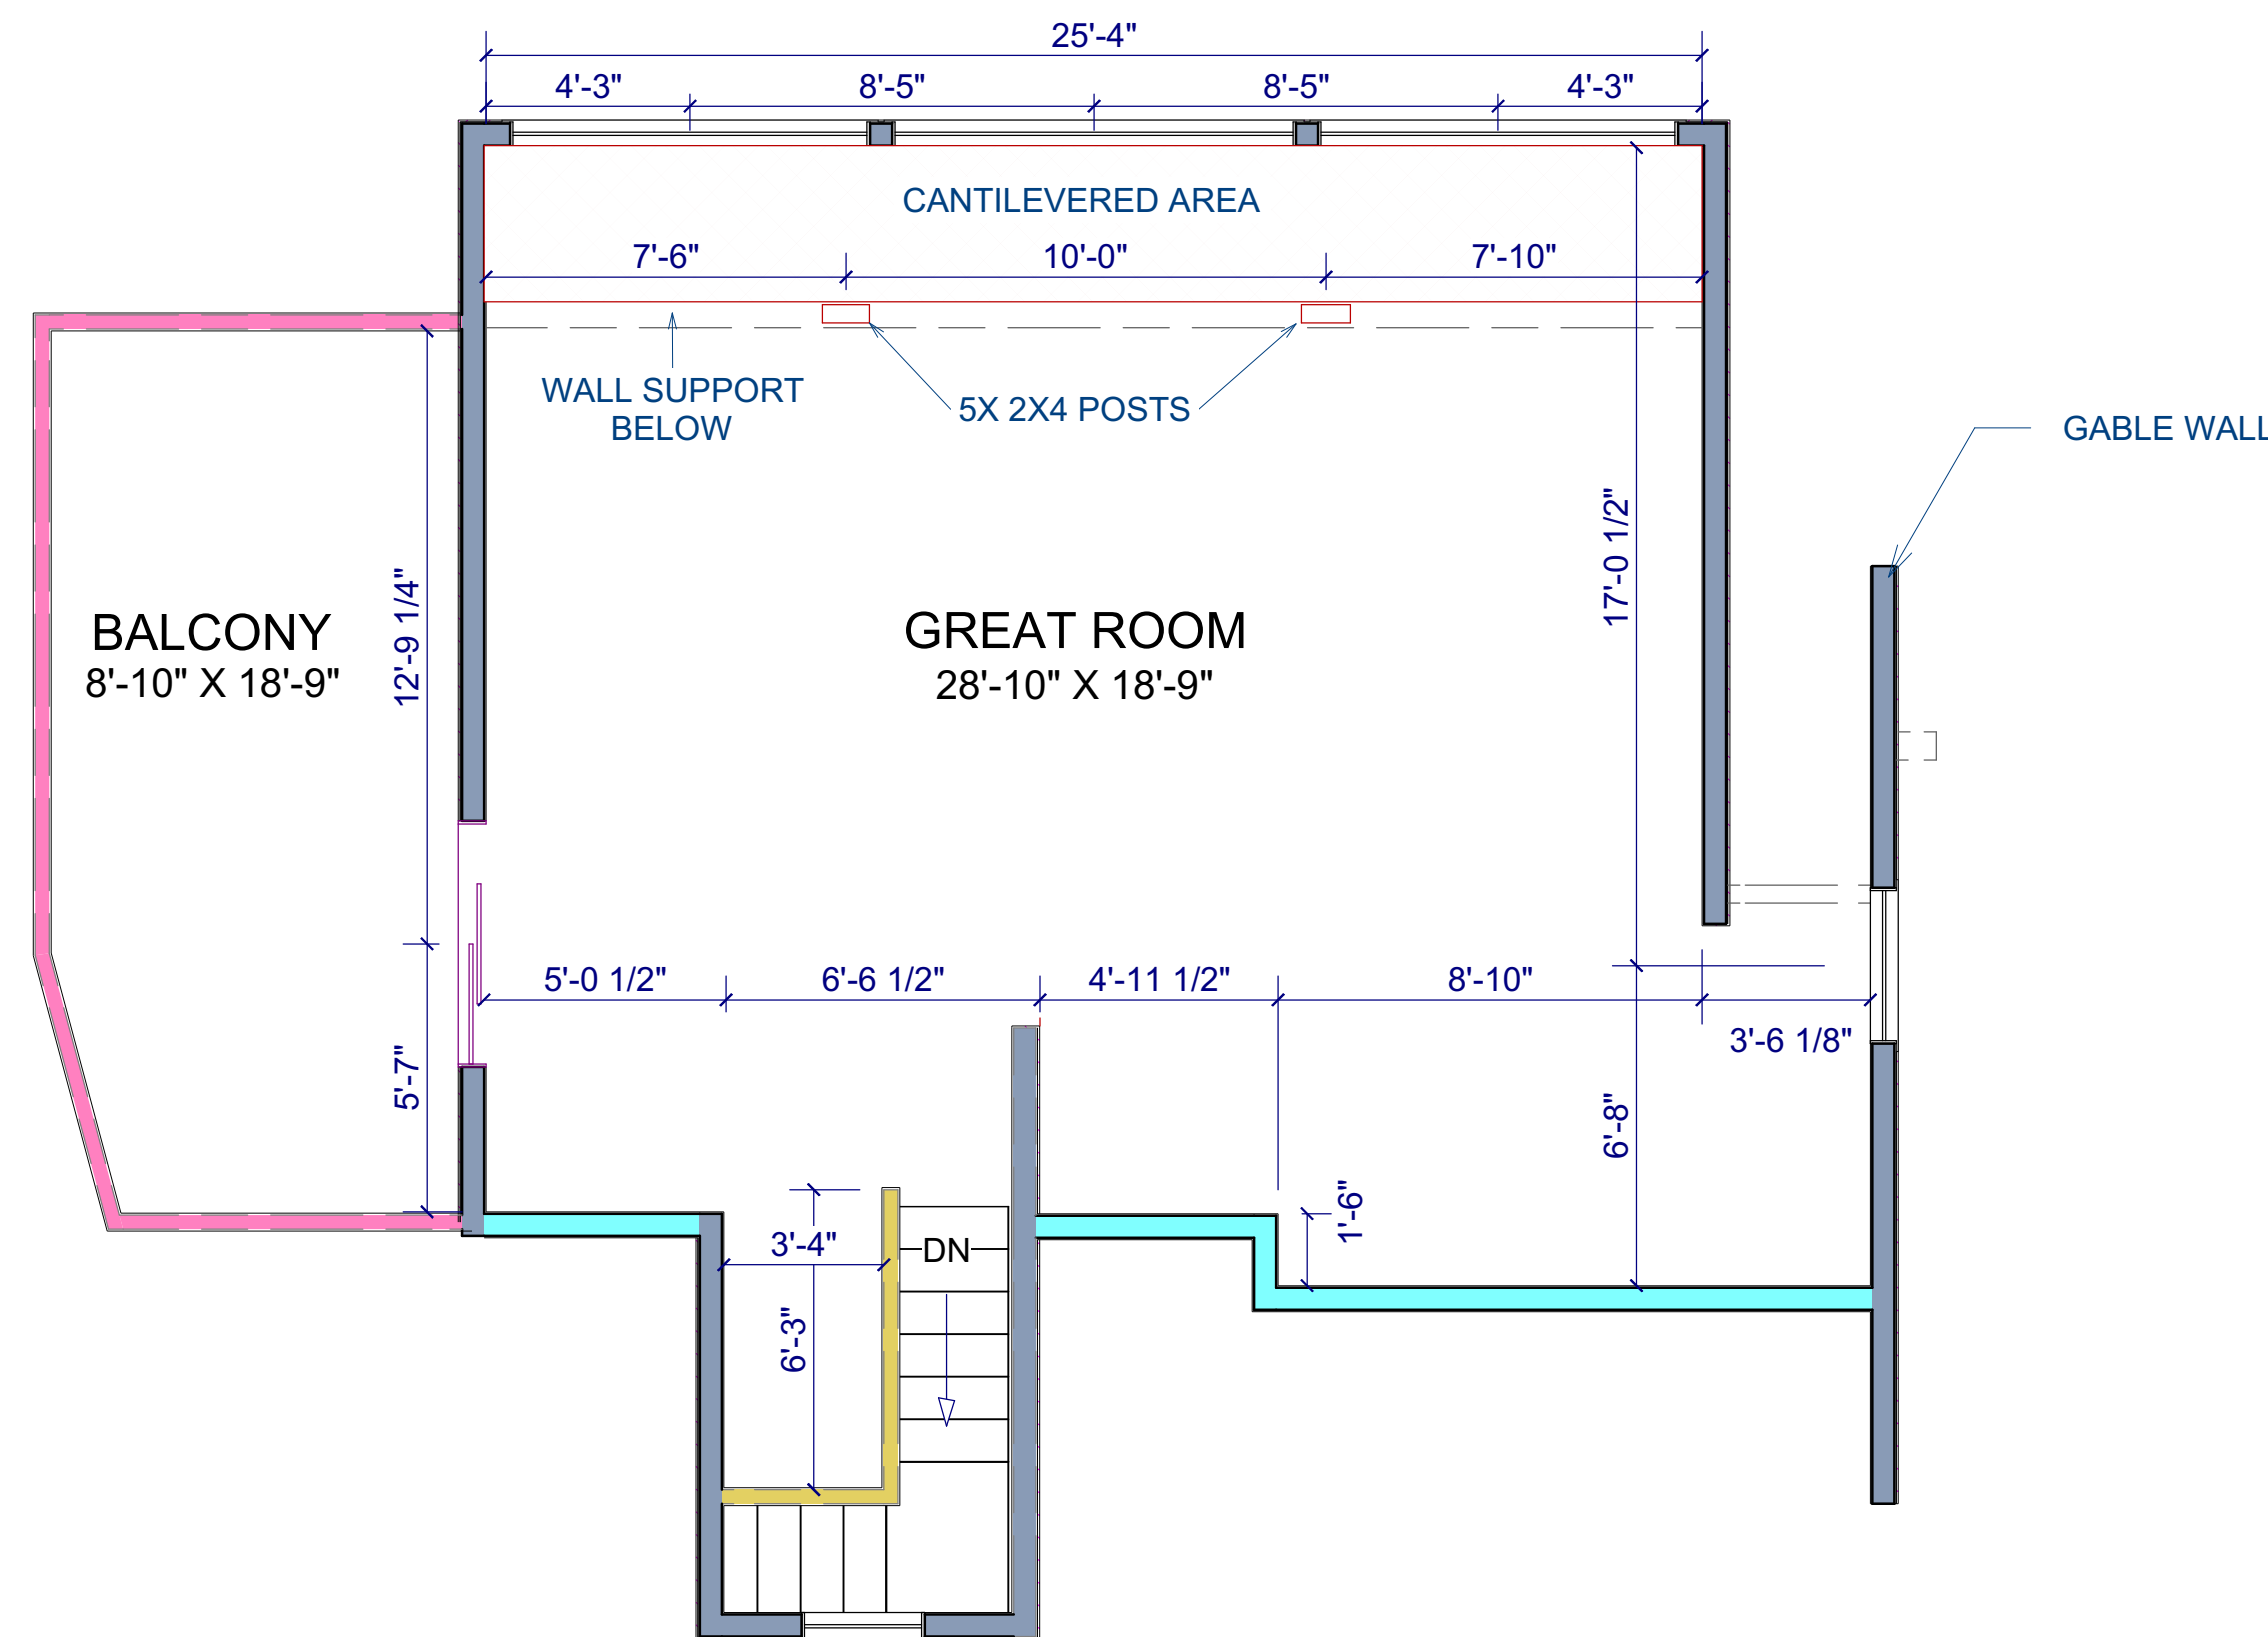 25'-4"
4'-3" 8'-5" 8'-5" 4'-3"
CANTILEVERED AREA
7'-6" 10'-0" 7'-10"
WALL SUPPORT
BELOW
5X 2X4 POSTS
GABLE WALL
17'-0 1/2"
12'-9 1/4"
BALCONY
8'-10" X 18'-9"
GREAT ROOM
28'-10" X 18'-9"
5'-0 1/2" 6'-6 1/2" 4'-11 1/2" 8'-10"
3'-6 1/8"
5'-7"
6'-8"
1'-6"
3'-4"
DN
6'-3"